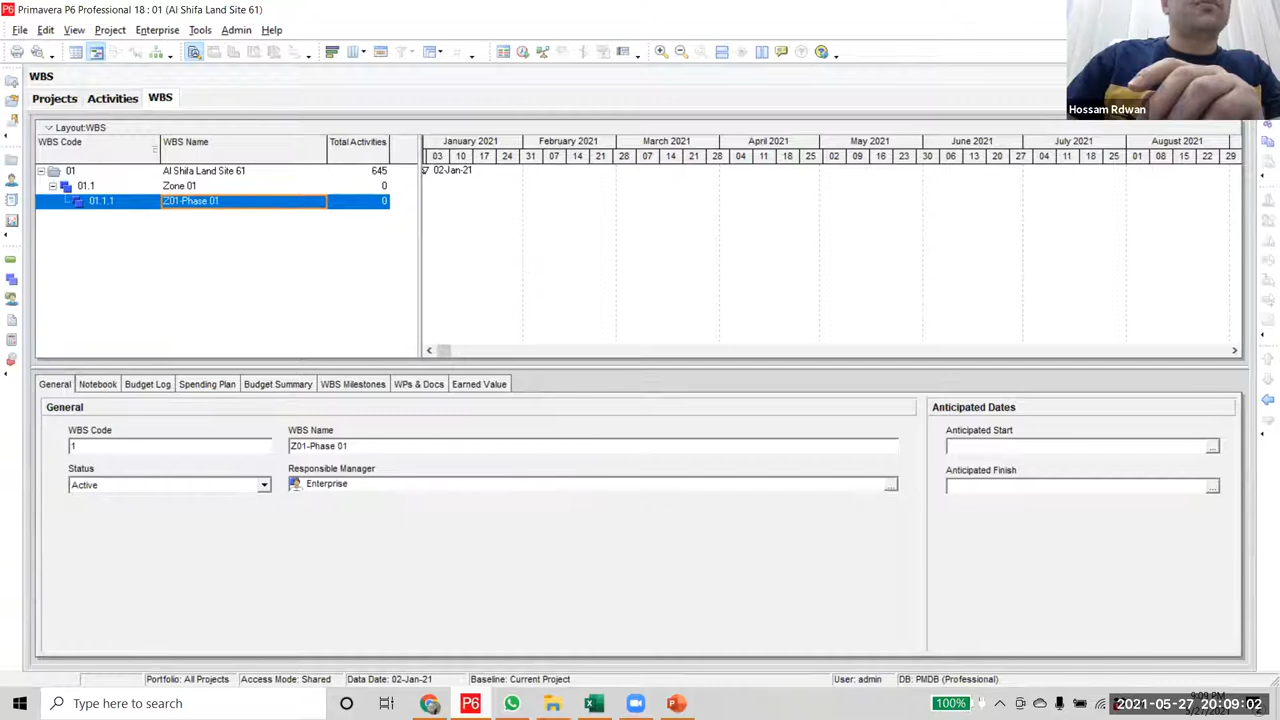 Primavera P6 Professional 18 : 01 (Al Shifa Land Site 61)
File Edit View Project Enterprise Tools Admin Help
WBS
Hossam Rdwan
Projects Activities WBS
Layout:WBS
WBS Code WBS Name Total Activities
January 2021 February 2021 March 2021 April 2021 May 2021 June 2021 July 2021 August 2021
03 10 17 24 31 07 14 21 28 07 14 21 28 04 11 18 25 02 09 16 23 30 06 13 20 27 04 11 18 25 01 08 15 22 29
01 Al Shifa Land Site 61 645 02-Jan-21
01.1 Zone 01 0
01.1.1 Z01-Phase 01 0
General Notebook Budget Log Spending Plan Budget Summary WBS Milestones WPs & Docs Earned Value
General Anticipated Dates
WBS Code WBS Name Anticipated Start
1 Z01-Phase 01
Status Responsible Manager Anticipated Finish
Active Enterprise
Portfolio: All Projects Access Mode: Shared Data Date: 02-Jan-21 Baseline: Current Project User: admin DB: PMDB (Professional)
Type here to search
100%
2021-05-27 20:09:02